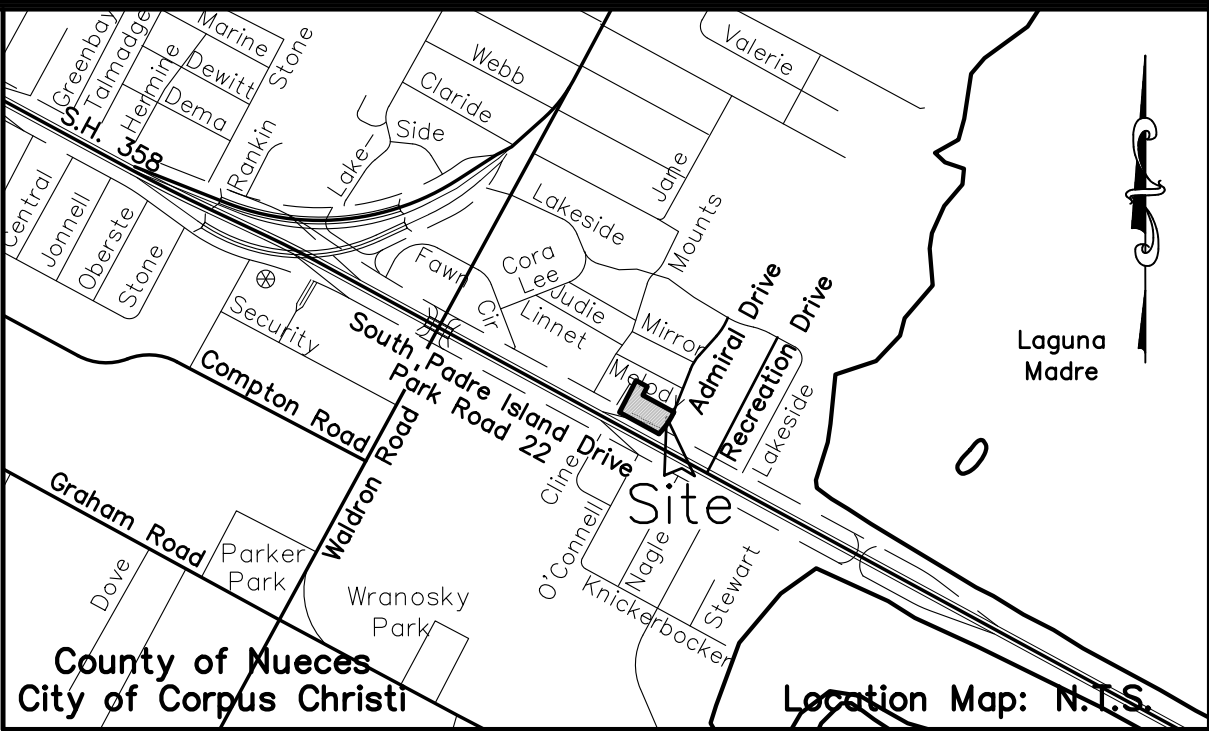 Greenbay
Talmadge
Hermine
Marine
Dewitt
Dema
Stone
Rankin
S.H. 358
Webb
Claride
Side
Lake-
Valerie
Jane
Mounts
Lakeside
Central
Jonnell
Oberste
Stone
Security
Fawn
Cir
Cora
Lee
Judie
Linnet
Mirror
Melody
Admiral Drive
Recreation Drive
Lakeside
Laguna
Madre
South Padre Island Drive
Park Road 22
Compton Road
Waldron Road
Graham Road
Cline
O'Connell
Site
Nagle
Stewart
Knickerbocker
Dove
Parker
Park
Wranosky
Park
County of Nueces
City of Corpus Christi
Location Map: N.T.S.